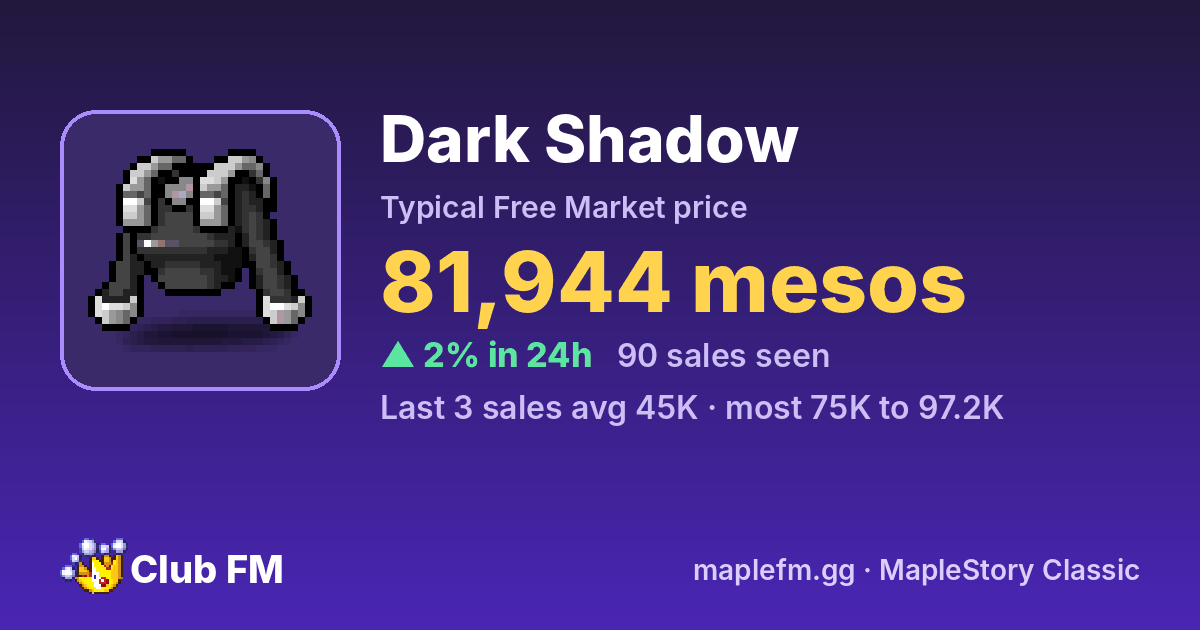 Dark Shadow
Typical Free Market price
81,944 mesos
▲ 2% in 24h 90 sales seen
Last 3 sales avg 45K · most 75K to 97.2K
Club FM
maplefm.gg · MapleStory Classic